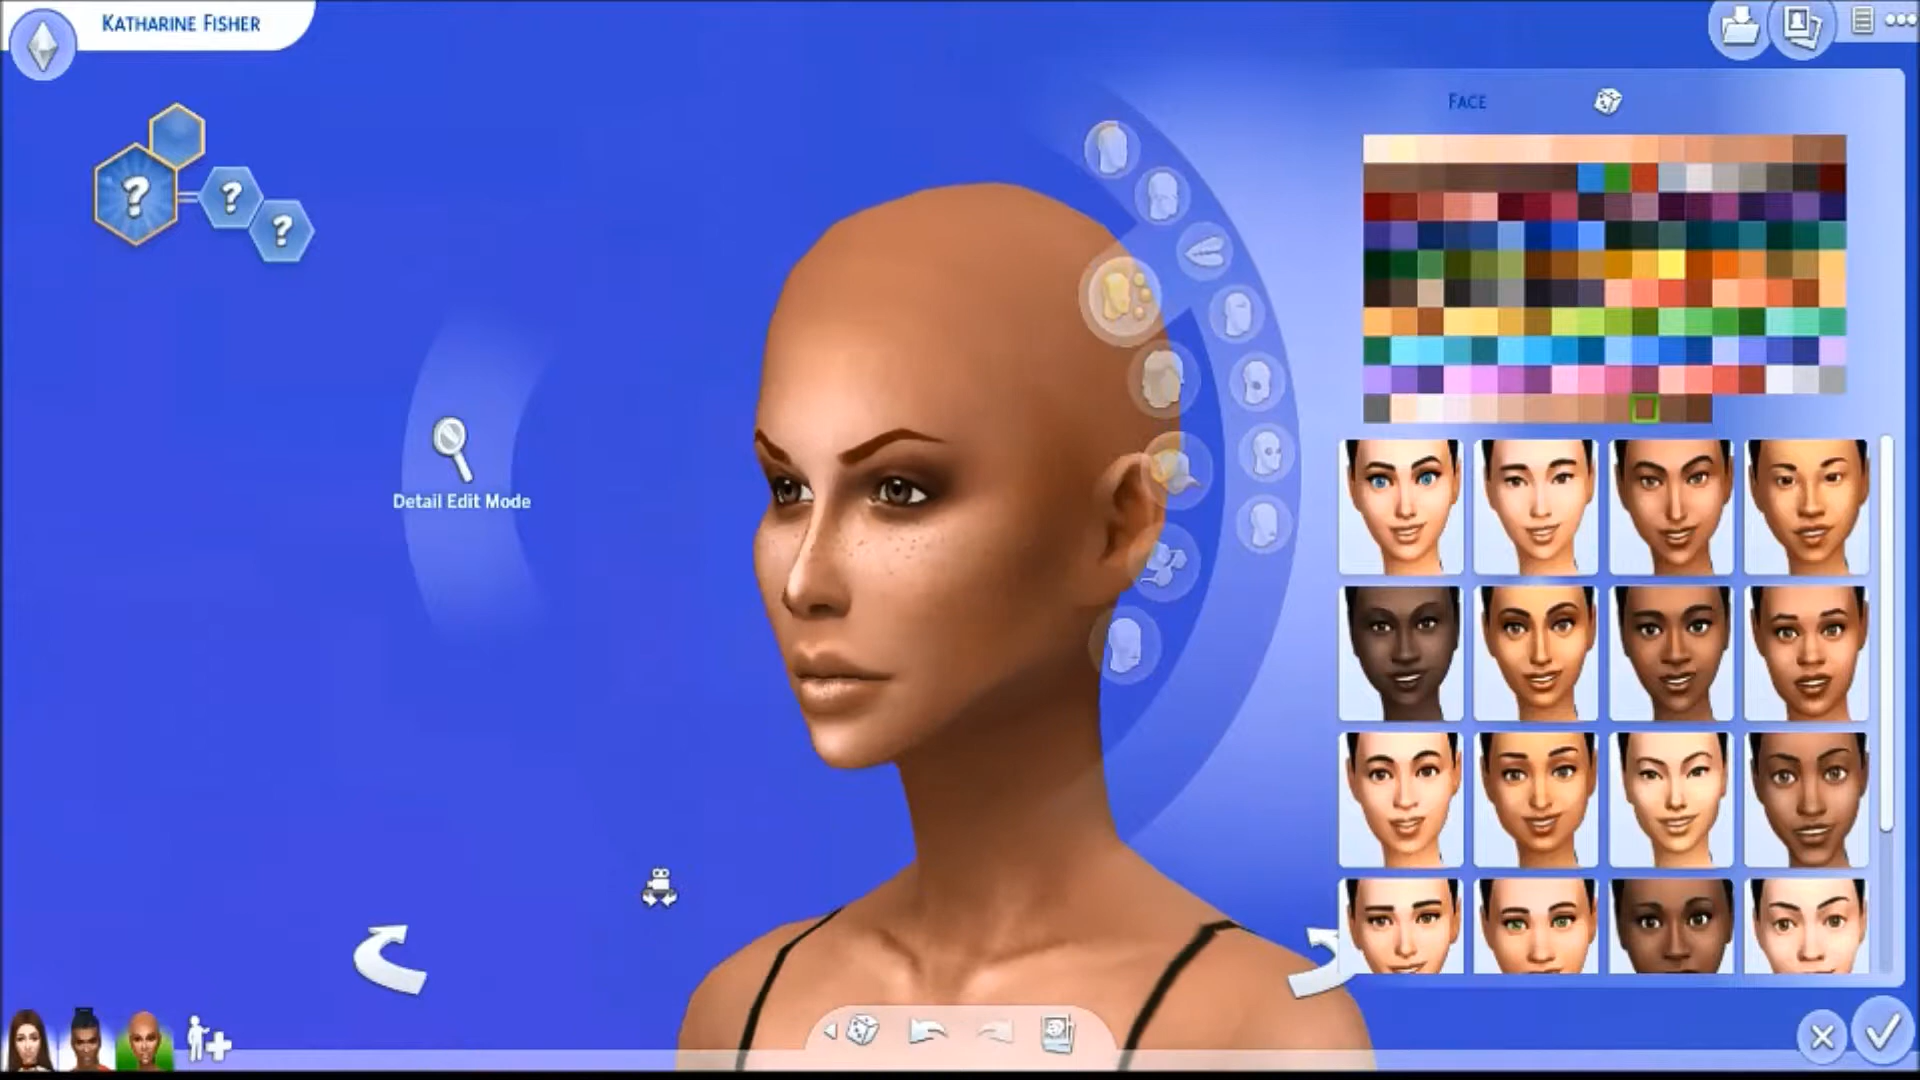 KATHARINE FISHER
FACE
?
?
?
Detail Edit Mode